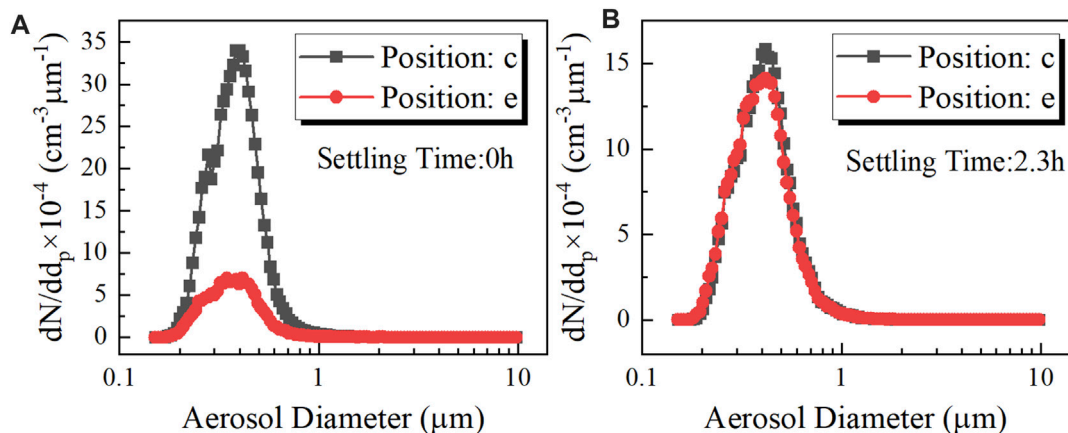 A
dN/dd_p×10^-4 (cm^-3μm^-1)
35
30
25
20
15
10
5
0
Position: c
Position: e
Settling Time:0h
0.1
1
10
Aerosol Diameter (μm)
B
dN/dd_p×10^-4 (cm^-3μm^-1)
15
10
5
0
Position: c
Position: e
Settling Time:2.3h
0.1
1
10
Aerosol Diameter (μm)